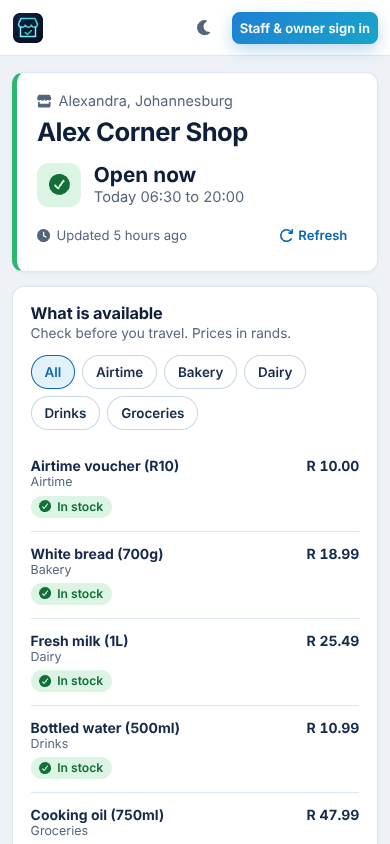 Staff & owner sign in
Alexandra, Johannesburg
Alex Corner Shop
Open now
Today 06:30 to 20:00
Updated 5 hours ago
Refresh
What is available
Check before you travel. Prices in rands.
All
Airtime
Bakery
Dairy
Drinks
Groceries
Airtime voucher (R10)
R 10.00
Airtime
In stock
White bread (700g)
R 18.99
Bakery
In stock
Fresh milk (1L)
R 25.49
Dairy
In stock
Bottled water (500ml)
R 10.99
Drinks
In stock
Cooking oil (750ml)
R 47.99
Groceries